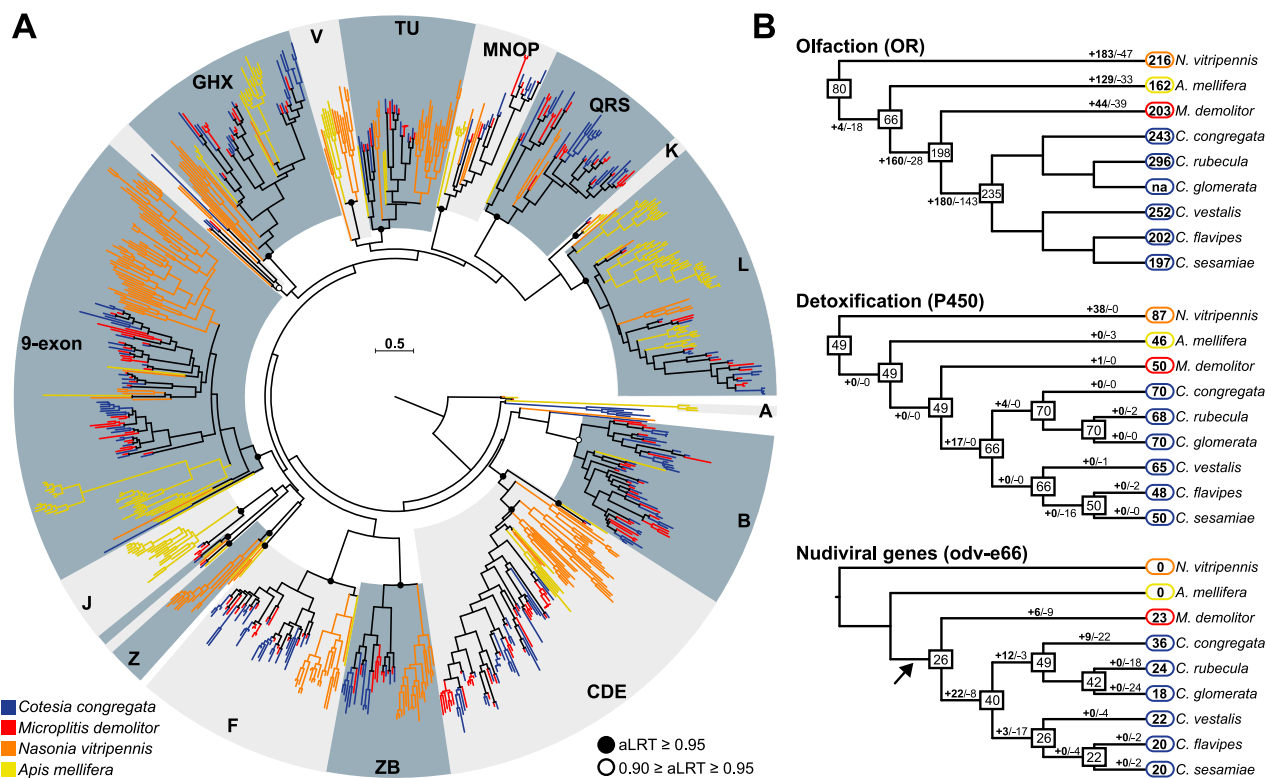 A
V
TU
MNOP
GHX
QRS
K
L
9-exon
0.5
A
B
J
Z
F
ZB
CDE
Cotesia congregata
Microplitis demolitor
Nasonia vitripennis
Apis mellifera
aLRT ≥ 0.95
0.90 ≥ aLRT ≥ 0.95
B
Olfaction (OR)
+183/-47
216 N. vitripennis
80
+129/-33
162 A. mellifera
+4/-18
66
+44/-39
203 M. demolitor
+160/-28
198
243 C. congregata
296 C. rubecula
na C. glomerata
+180/-143
235
252 C. vestalis
202 C. flavipes
197 C. sesamiae
Detoxification (P450)
+38/-0
87 N. vitripennis
49
+0/-3
46 A. mellifera
+0/-0
49
+1/-0
50 M. demolitor
+0/-0
49
+0/-0
70 C. congregata
+4/-0
70
+0/-2
68 C. rubecula
70
+0/-0
70 C. glomerata
+17/-0
66
+0/-1
65 C. vestalis
+0/-0
66
+0/-2
48 C. flavipes
+0/-16
50
+0/-0
50 C. sesamiae
Nudiviral genes (odv-e66)
0 N. vitripennis
0 A. mellifera
+6/-9
23 M. demolitor
26
+9/-22
36 C. congregata
+12/-3
49
+0/-18
24 C. rubecula
42
+0/-24
18 C. glomerata
+22/-8
40
+0/-4
22 C. vestalis
+3/-17
26
+0/-2
20 C. flavipes
+0/-4
22
+0/-2
20 C. sesamiae